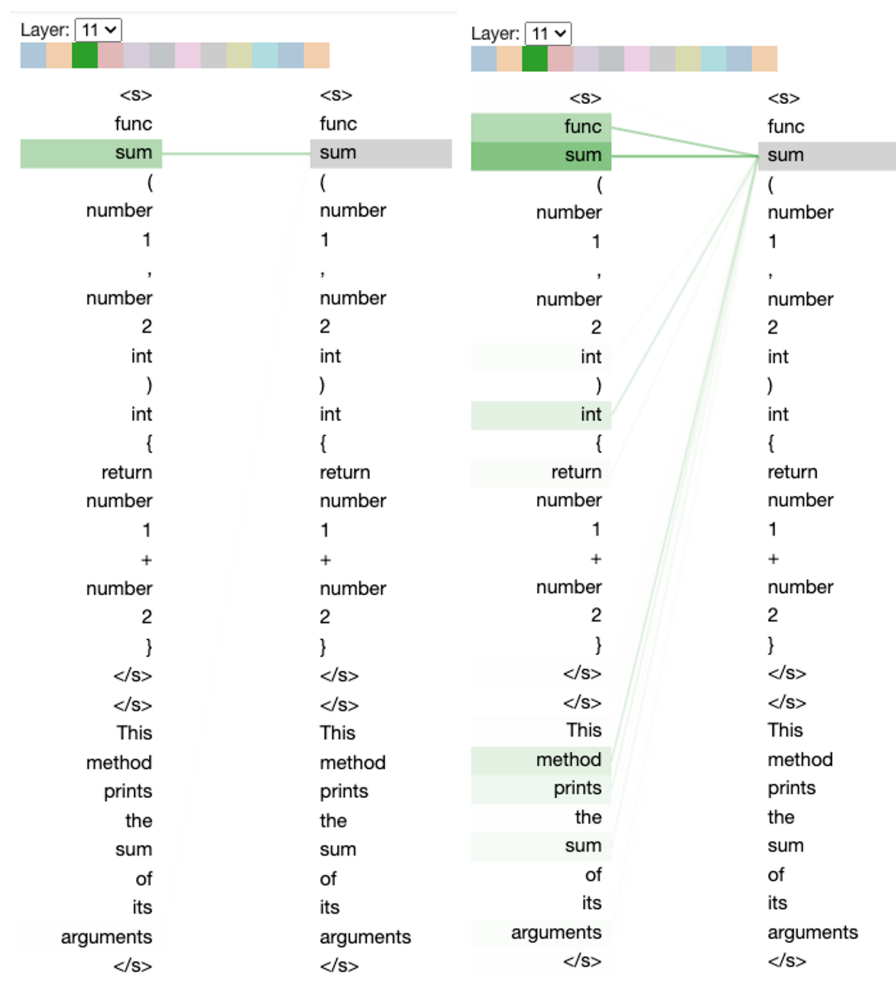 Layer: 11
<s> <s>
func func
sum sum
( (
number number
1 1
, ,
number number
2 2
int int
) )
int int
{ {
return return
number number
1 1
+ +
number number
2 2
} }
</s> </s>
</s> </s>
This This
method method
prints prints
the the
sum sum
of of
its its
arguments arguments
</s> </s>
Layer: 11
<s> <s>
func func
sum sum
( (
number number
1 1
, ,
number number
2 2
int int
) )
int int
{ {
return return
number number
1 1
+ +
number number
2 2
} }
</s> </s>
</s> </s>
This This
method method
prints prints
the the
sum sum
of of
its its
arguments arguments
</s> </s>